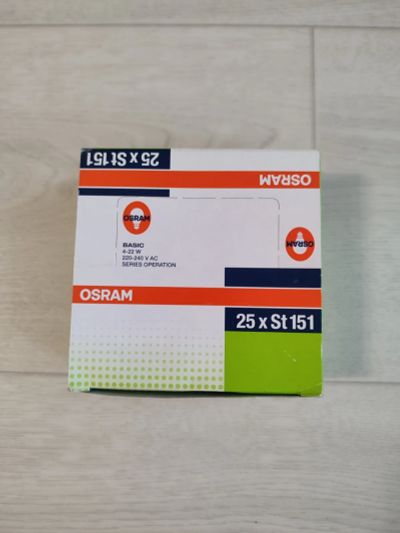 25 x St 151
OSRAM
OSRAM
BASIC
4-22 W
220-240 V AC
SERIES OPERATION
OSRAM
OSRAM
25 x St 151